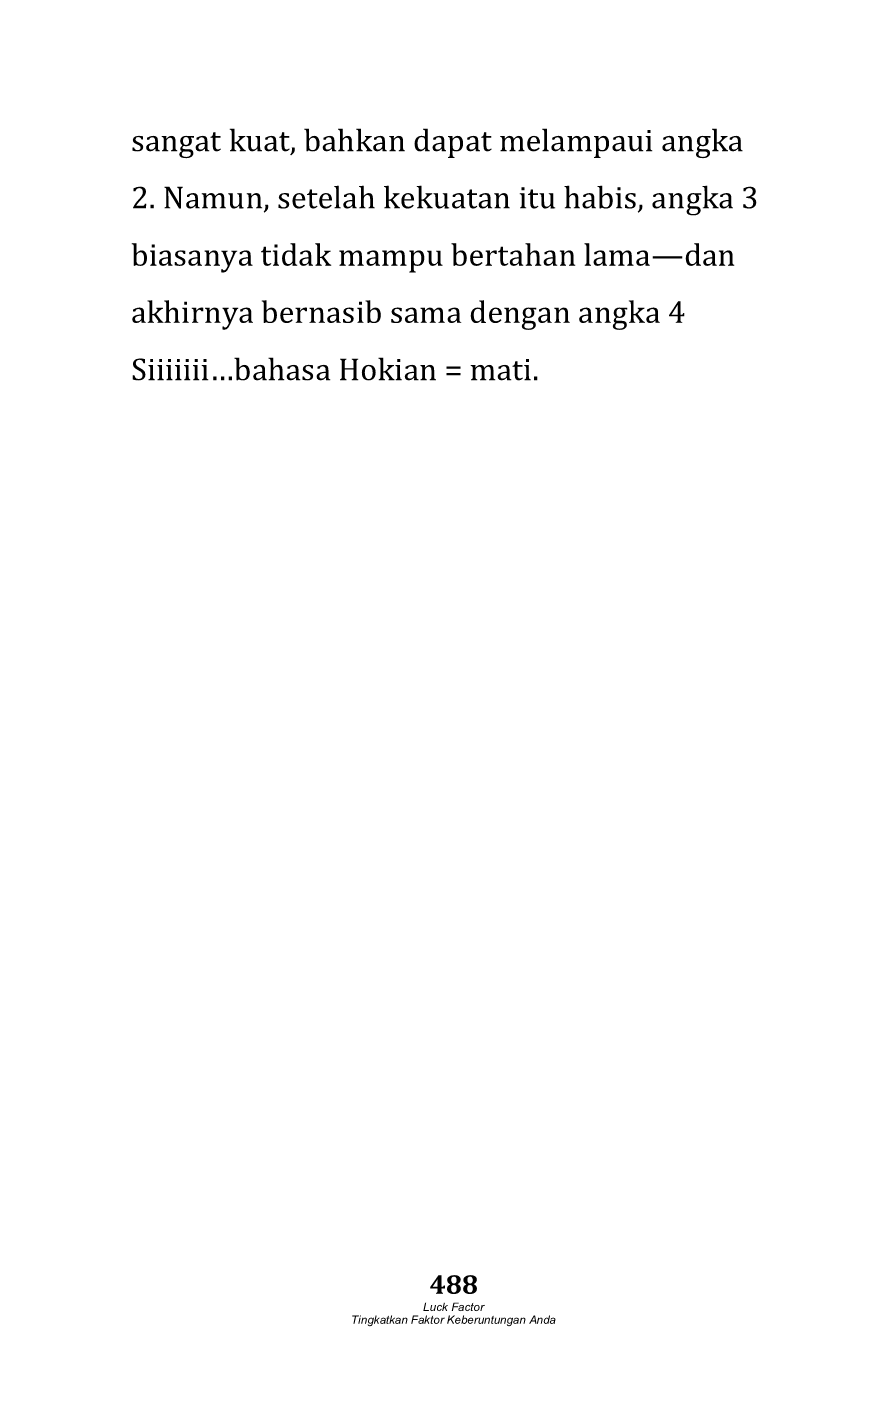 sangat kuat, bahkan dapat melampaui angka
2. Namun, setelah kekuatan itu habis, angka 3
biasanya tidak mampu bertahan lama—dan
akhirnya bernasib sama dengan angka 4
Siiiiiii…bahasa Hokian = mati.
488
Luck Factor
Tingkatkan Faktor Keberuntungan Anda